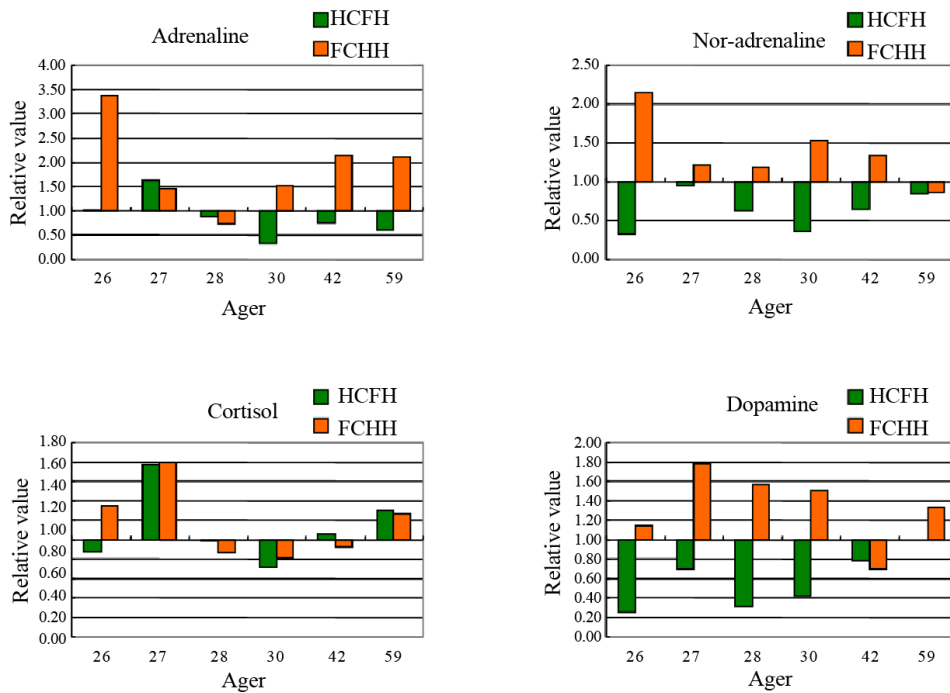 Adrenaline
HCFH
FCHH
Relative value
4.00
3.50
3.00
2.50
2.00
1.50
1.00
0.50
0.00
26 27 28 30 42 59
Ager
Nor-adrenaline
HCFH
FCHH
Relative value
2.50
2.00
1.50
1.00
0.50
0.00
26 27 28 30 42 59
Ager
Cortisol
HCFH
FCHH
Relative value
1.80
1.60
1.40
1.20
1.00
0.80
0.60
0.40
0.20
0.00
26 27 28 30 42 59
Ager
Dopamine
HCFH
FCHH
Relative value
2.00
1.80
1.60
1.40
1.20
1.00
0.80
0.60
0.40
0.20
0.00
26 27 28 30 42 59
Ager